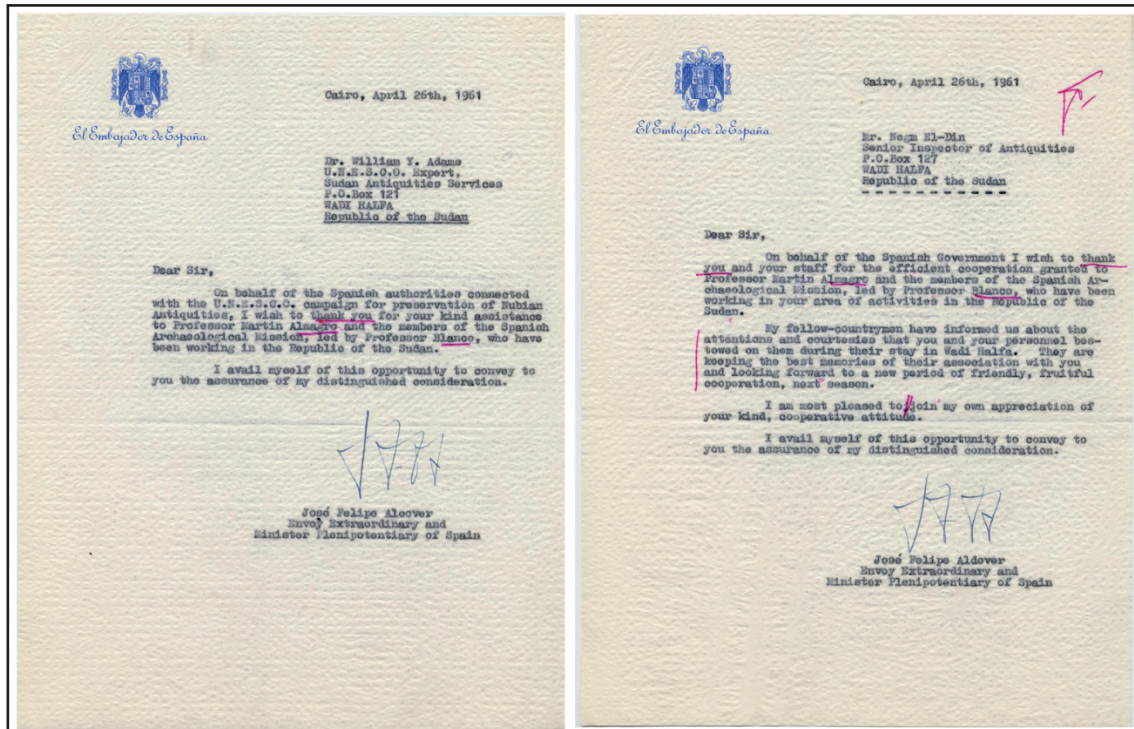 El Embajador de España
Cairo, April 26th, 1961
Dr. William Y. Adams
U.N.E.S.C.O. Expert,
Sudan Antiquities Services
P.O.Box 121
WADI HALFA
Republic of the Sudan
Dear Sir,
On behalf of the Spanish authorities connected
with the U.N.E.S.C.O. campaign for preservation of Nubian
Antiquities, I wish to thank you for your kind assistance
to Professor Martin Almagro and the members of the Spanish
Archaeological Mission, led by Professor Blanco, who have
been working in the Republic of the Sudan.
I avail myself of this opportunity to convey to
you the assurance of my distinguished consideration.
José Felipe Alcover
Envoy Extraordinary and
Minister Plenipotentiary of Spain
El Embajador de España
Cairo, April 26th, 1961
Mr. Negm El-Din
Senior Inspector of Antiquities
P.O.Box 127
WADI HALFA
Republic of the Sudan
Dear Sir,
On behalf of the Spanish Government I wish to thank
you and your staff for the efficient cooperation granted to
Professor Martin Almagro and the members of the Spanish Ar-
chaeological Mission, led by Professor Blanco, who have been
working in your area of activities in the Republic of the
Sudan.
My fellow-countrymen have informed us about the
attentions and courtesies that you and your personnel bes-
towed on them during their stay in Wadi Halfa. They are
keeping the best memories of their association with you
and looking forward to a new period of friendly, fruitful
cooperation, next season.
I am most pleased to join my own appreciation of
your kind, cooperative attitude.
I avail myself of this opportunity to convey to
you the assurance of my distinguished consideration.
José Felipe Aldover
Envoy Extraordinary and
Minister Plenipotentiary of Spain